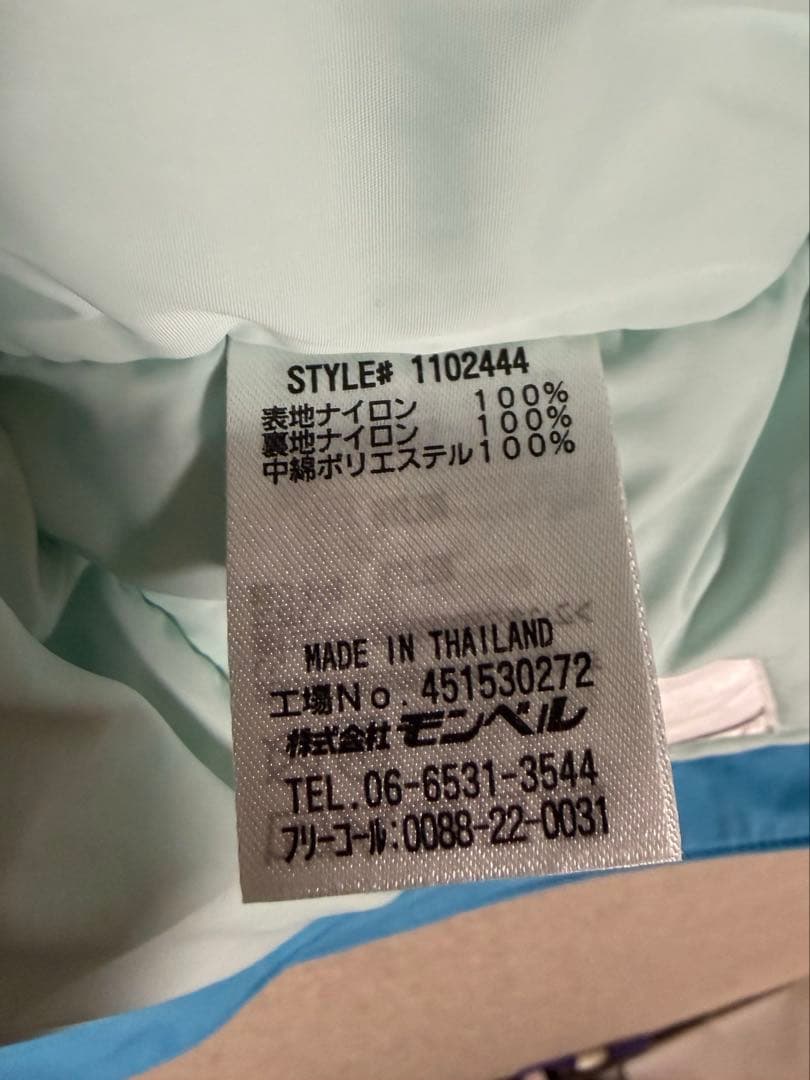 STYLE# 1102444
表地ナイロン 100%
裏地ナイロン 100%
中綿ポリエステル100%
MADE IN THAILAND
工場No. 451530272
株式会社 モンベル
TEL.06-6531-3544
フリーコール:0088-22-0031